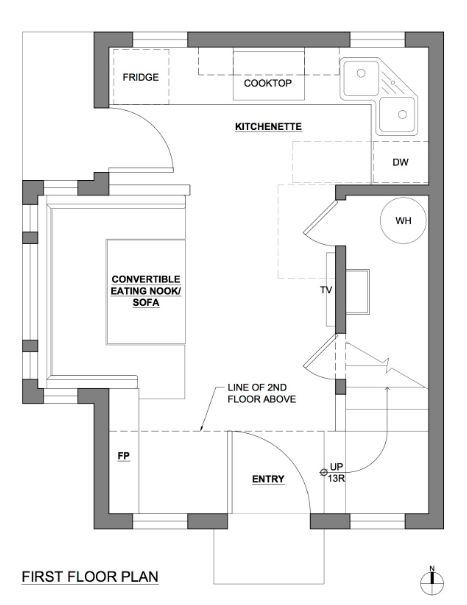 FRIDGE
COOKTOP
KITCHENETTE
DW
WH
CONVERTIBLE
EATING NOOK/
SOFA
TV
LINE OF 2ND
FLOOR ABOVE
FP
UP
13R
ENTRY
FIRST FLOOR PLAN
N